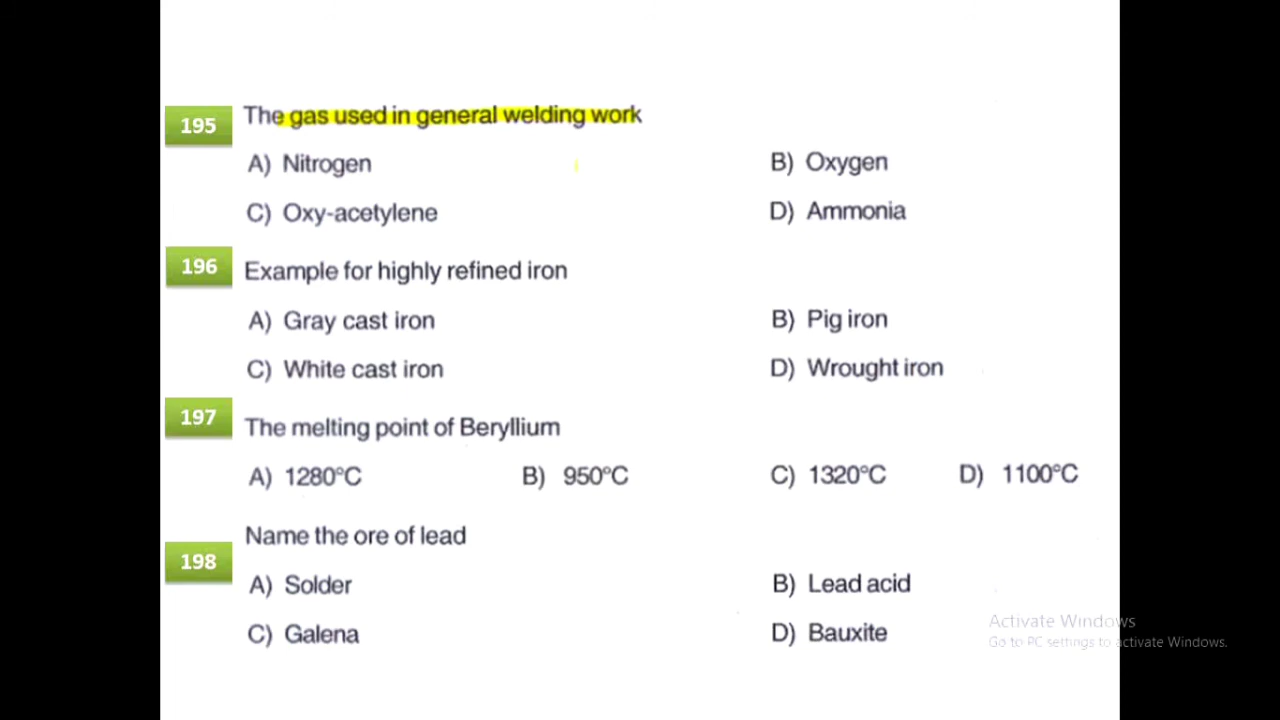 195 The gas used in general welding work
A) Nitrogen B) Oxygen
C) Oxy-acetylene D) Ammonia
196 Example for highly refined iron
A) Gray cast iron B) Pig iron
C) White cast iron D) Wrought iron
197 The melting point of Beryllium
A) 1280°C B) 950°C C) 1320°C D) 1100°C
198 Name the ore of lead
A) Solder B) Lead acid
C) Galena D) Bauxite
Activate Windows
Go to PC settings to activate Windows.